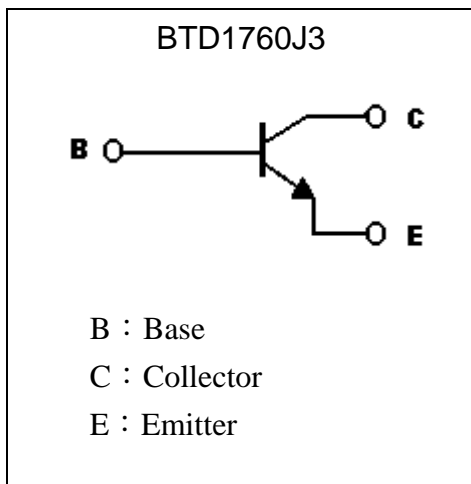 BTD1760J3
C
B
E
B：Base
C：Collector
E：Emitter